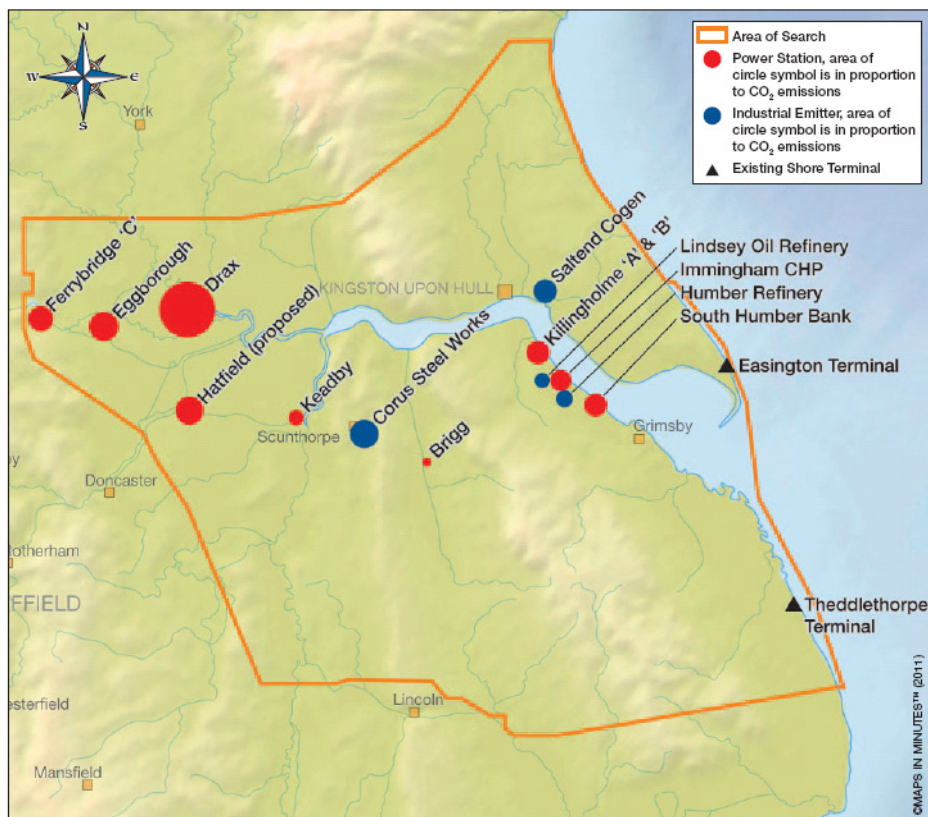 N
W
E
S
Area of Search
Power Station, area of
circle symbol is in proportion
to CO₂ emissions
Industrial Emitter, area of
circle symbol is in proportion
to CO₂ emissions
Existing Shore Terminal
York
Ferrybridge 'C'
Eggborough
Drax
Hatfield (proposed)
Keadby
KINGSTON UPON HULL
Saltend Cogen
Killingholme 'A' & 'B'
Lindsey Oil Refinery
Immingham CHP
Humber Refinery
South Humber Bank
Easington Terminal
Corus Steel Works
Scunthorpe
Brigg
Grimsby
y
Doncaster
otherham
FFIELD
Theddlethorpe
Terminal
Lincoln
esterfield
Mansfield
©MAPS IN MINUTES™ (2011)